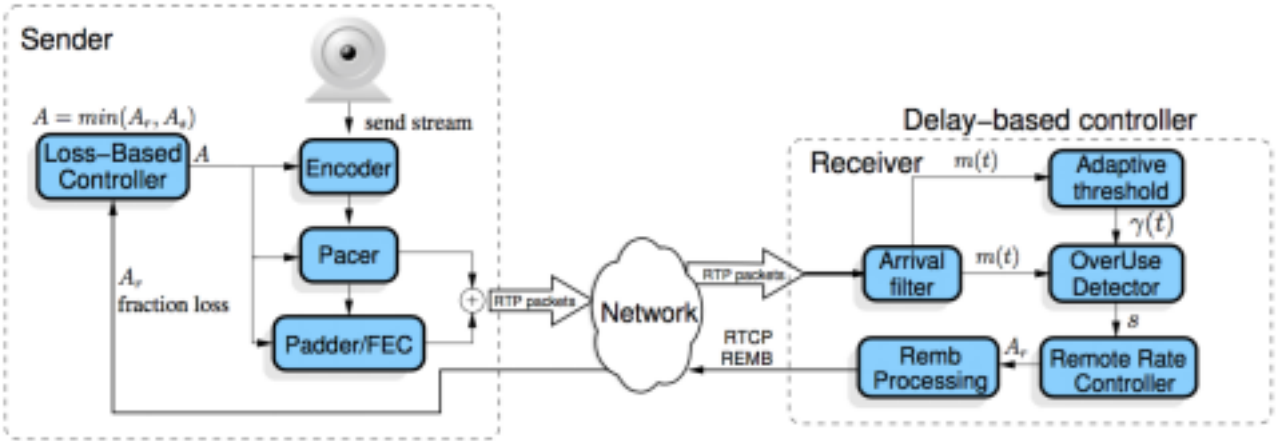 Sender
A = min(A_r, A_s)
send stream
Loss-Based
Controller
A
Encoder
Pacer
A_r
fraction loss
Padder/FEC
+
RTP packets
Network
RTP packets
RTCP
REMB
Delay-based controller
Receiver
m(t)
Adaptive
threshold
γ(t)
Arrival
filter
m(t)
OverUse
Detector
s
Remb
Processing
A_r
Remote Rate
Controller